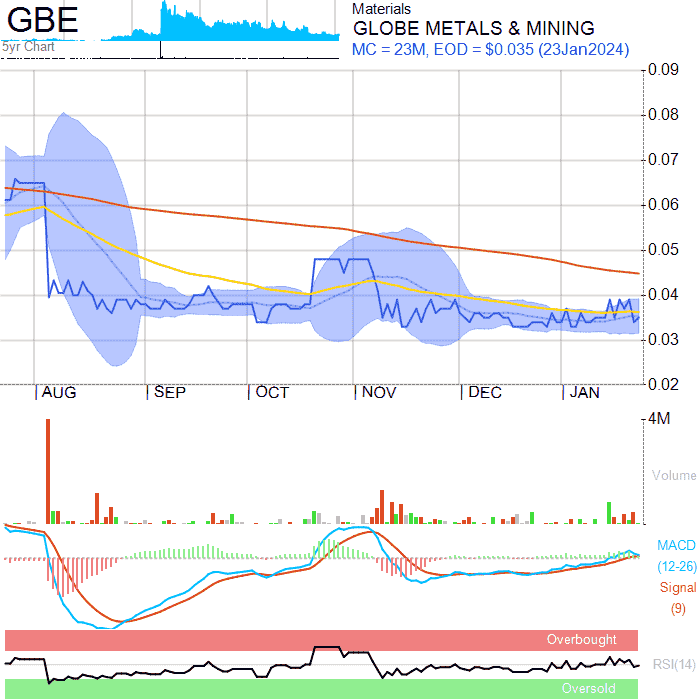 GBE
5yr Chart
Materials
GLOBE METALS & MINING
MC = 23M, EOD = $0.035 (23Jan2024)
0.09
0.08
0.07
0.06
0.05
0.04
0.03
0.02
AUG SEP OCT NOV DEC JAN
4M
Volume
MACD
(12-26)
Signal
(9)
Overbought
RSI(14)
Oversold